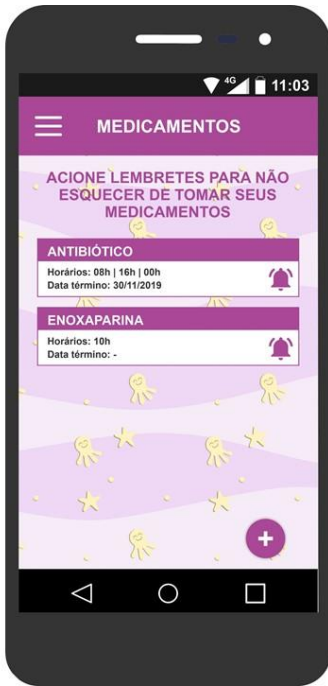 4G 11:03
MEDICAMENTOS
ACIONE LEMBRETES PARA NÃO
ESQUECER DE TOMAR SEUS
MEDICAMENTOS
ANTIBIÓTICO
Horários: 08h | 16h | 00h
Data término: 30/11/2019
ENOXAPARINA
Horários: 10h
Data término: -
+